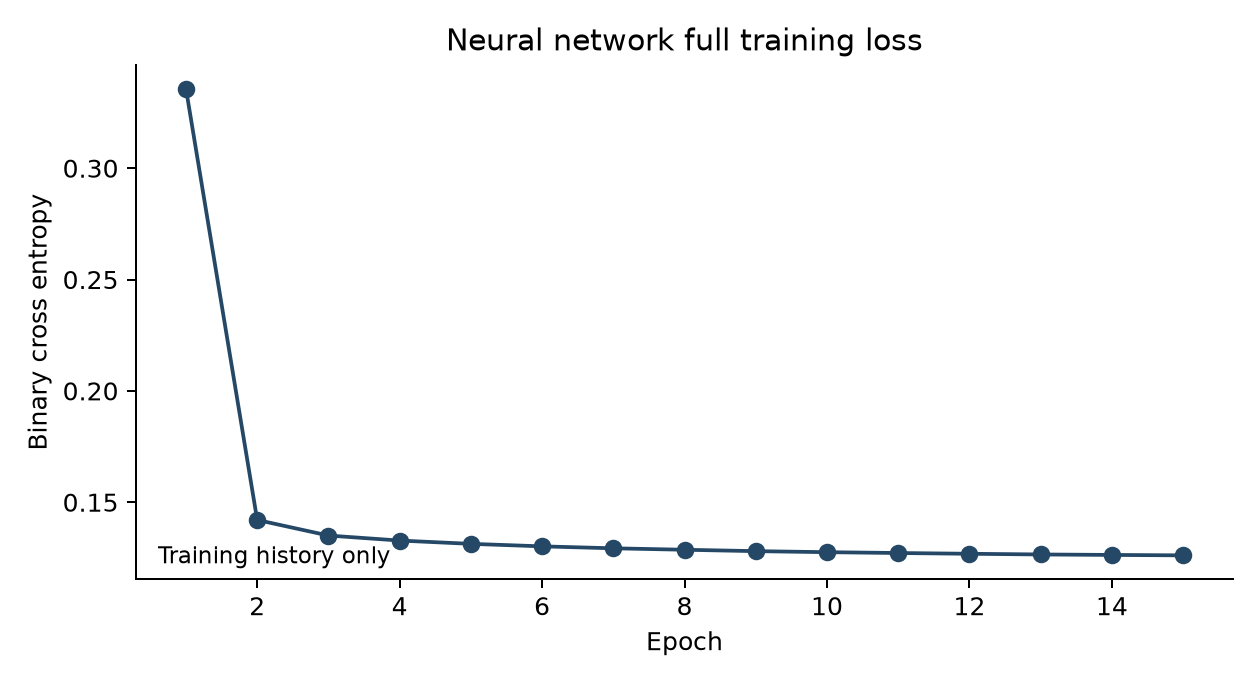 Neural network full training loss
Binary cross entropy
0.30
0.25
0.20
0.15
Training history only
2 4 6 8 10 12 14
Epoch